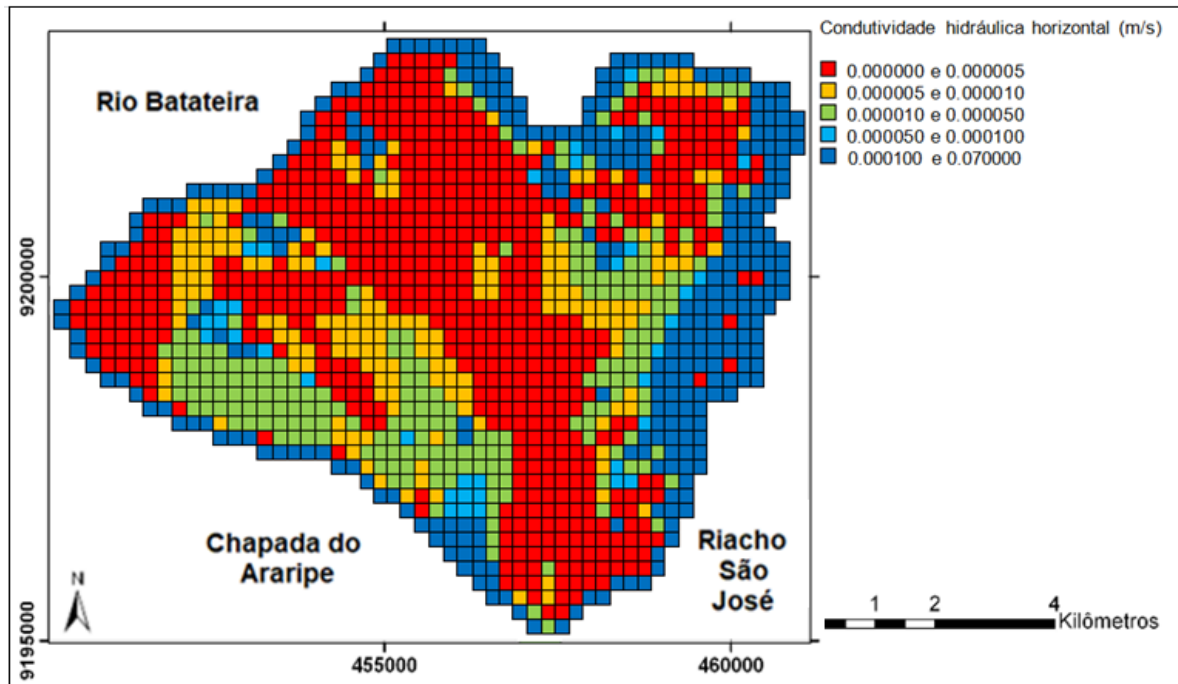 Condutividade hidráulica horizontal (m/s)
0.000000 e 0.000005
0.000005 e 0.000010
0.000010 e 0.000050
0.000050 e 0.000100
0.000100 e 0.070000
Rio Batateira
9200000
Chapada do
Araripe
Riacho
São
José
N
9195000
455000
460000
1 2 4
Kilômetros